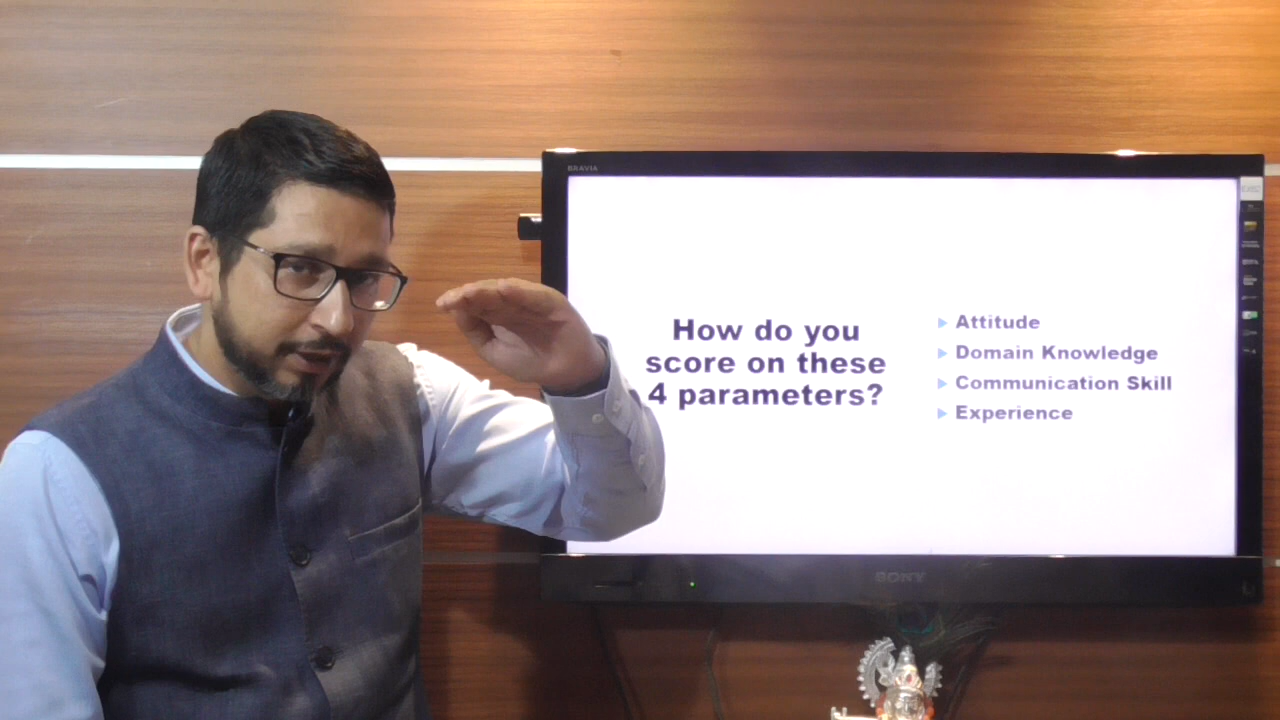 BRAVIA
How do you
score on these
4 parameters?
Attitude
Domain Knowledge
Communication Skill
Experience
SONY